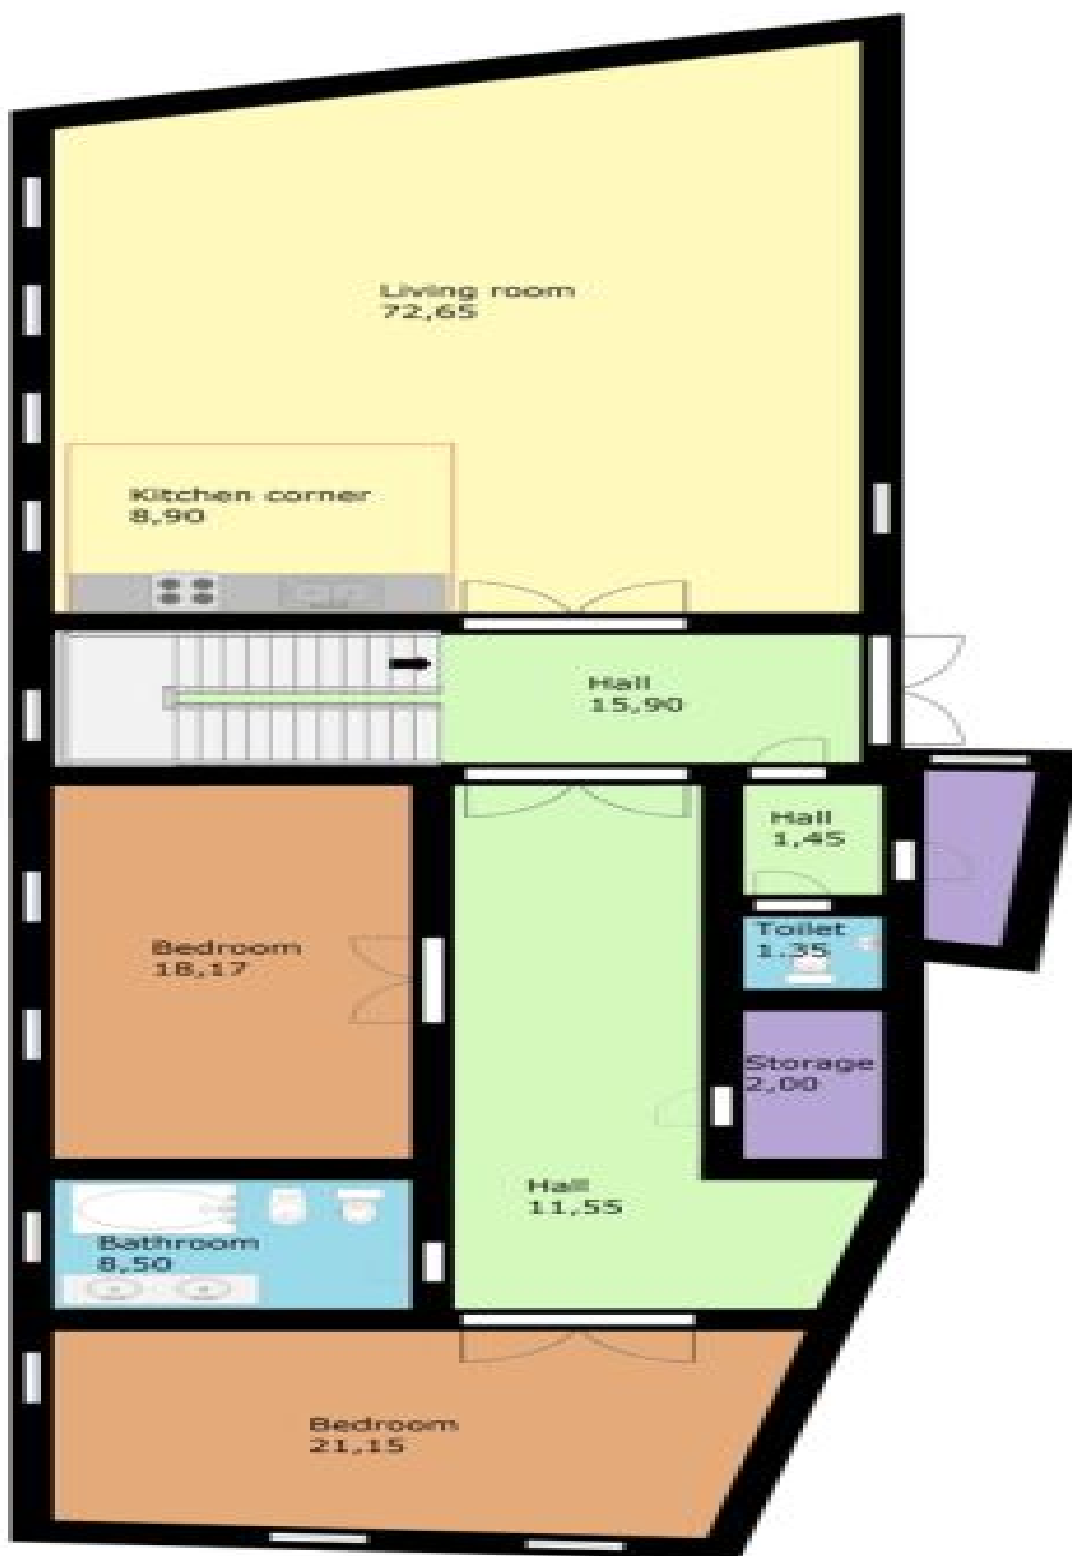 Living room
72,65
Kitchen corner
8,90
Hall
15,90
Hall
1,45
Toilet
1.35
Bedroom
18,17
Storage
2,00
Hall
11,55
Bathroom
8,50
Bedroom
21,15